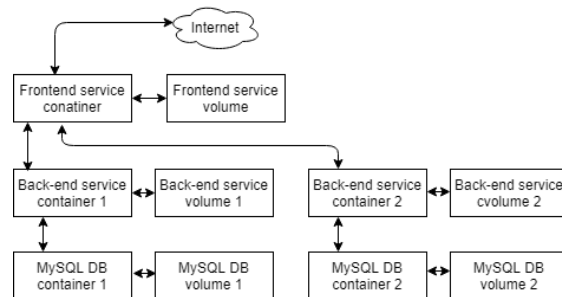 Internet
Frontend service
conatiner
Frontend service
volume
Back-end service
container 1
Back-end service
volume 1
Back-end service
container 2
Back-end service
cvolume 2
MySQL DB
container 1
MySQL DB
volume 1
MySQL DB
container 2
MySQL DB
volume 2